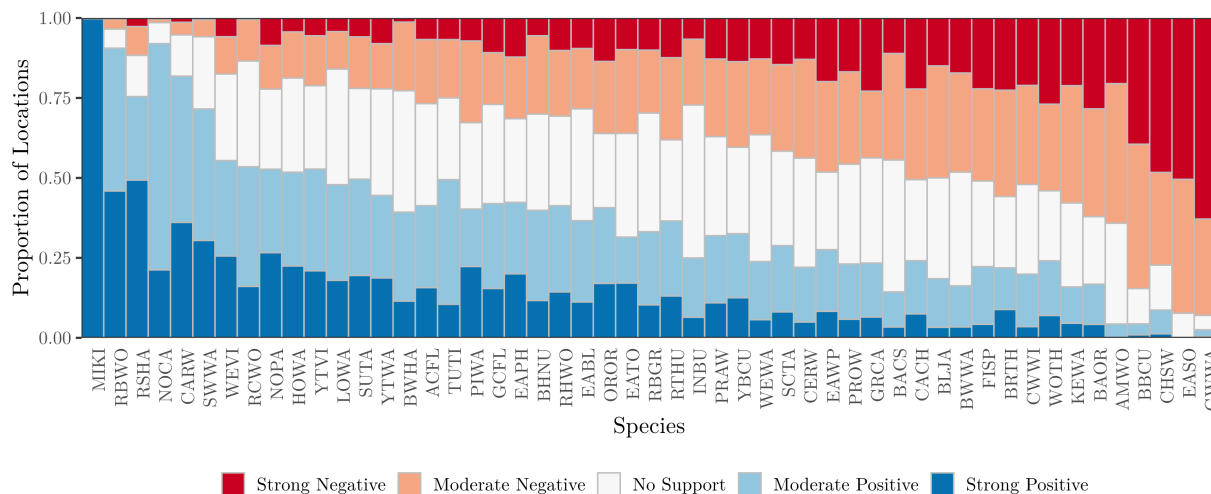 1.00
0.75
0.50
0.25
0.00
Proportion of Locations
MIKI
RBWO
RSHA
NOCA
CARW
SWWA
WEVI
RCWO
NOPA
HOWA
YTVI
LOWA
SUTA
YTWA
BWHA
ACFL
TUTI
PIWA
GCFL
EAPH
BHNU
RHWO
EABL
OROR
EATO
RBGR
RTHU
INBU
PRAW
YBCU
WEWA
SCTA
CERW
EAWP
PROW
GRCA
BACS
CACH
BLJA
BWWA
FISP
BRTH
CWWI
WOTH
KEWA
BAOR
AMWO
BBCU
CHSW
EASO
Species
Strong Negative
Moderate Negative
No Support
Moderate Positive
Strong Positive